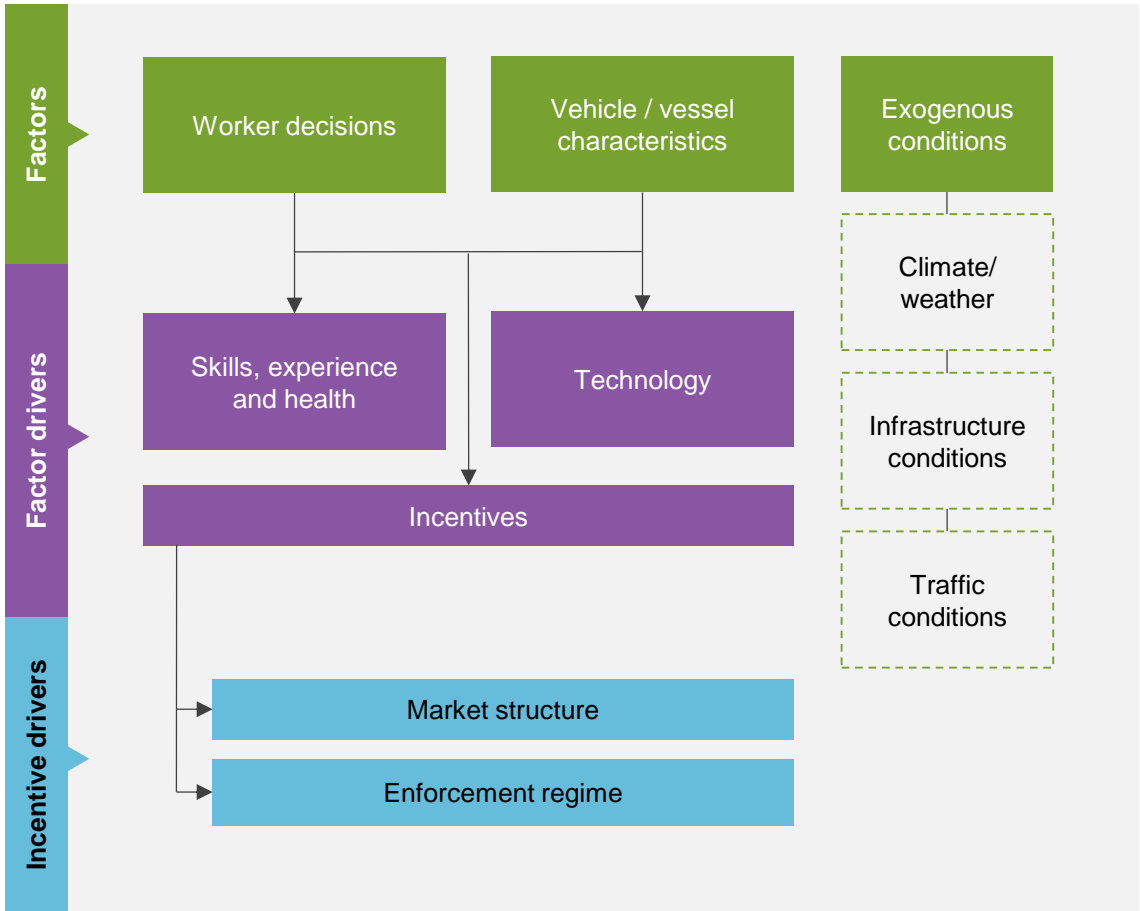 Factors
Worker decisions
Vehicle / vessel
characteristics
Exogenous
conditions
Climate/
weather
Factor drivers
Skills, experience
and health
Technology
Infrastructure
conditions
Incentives
Traffic
conditions
Incentive drivers
Market structure
Enforcement regime